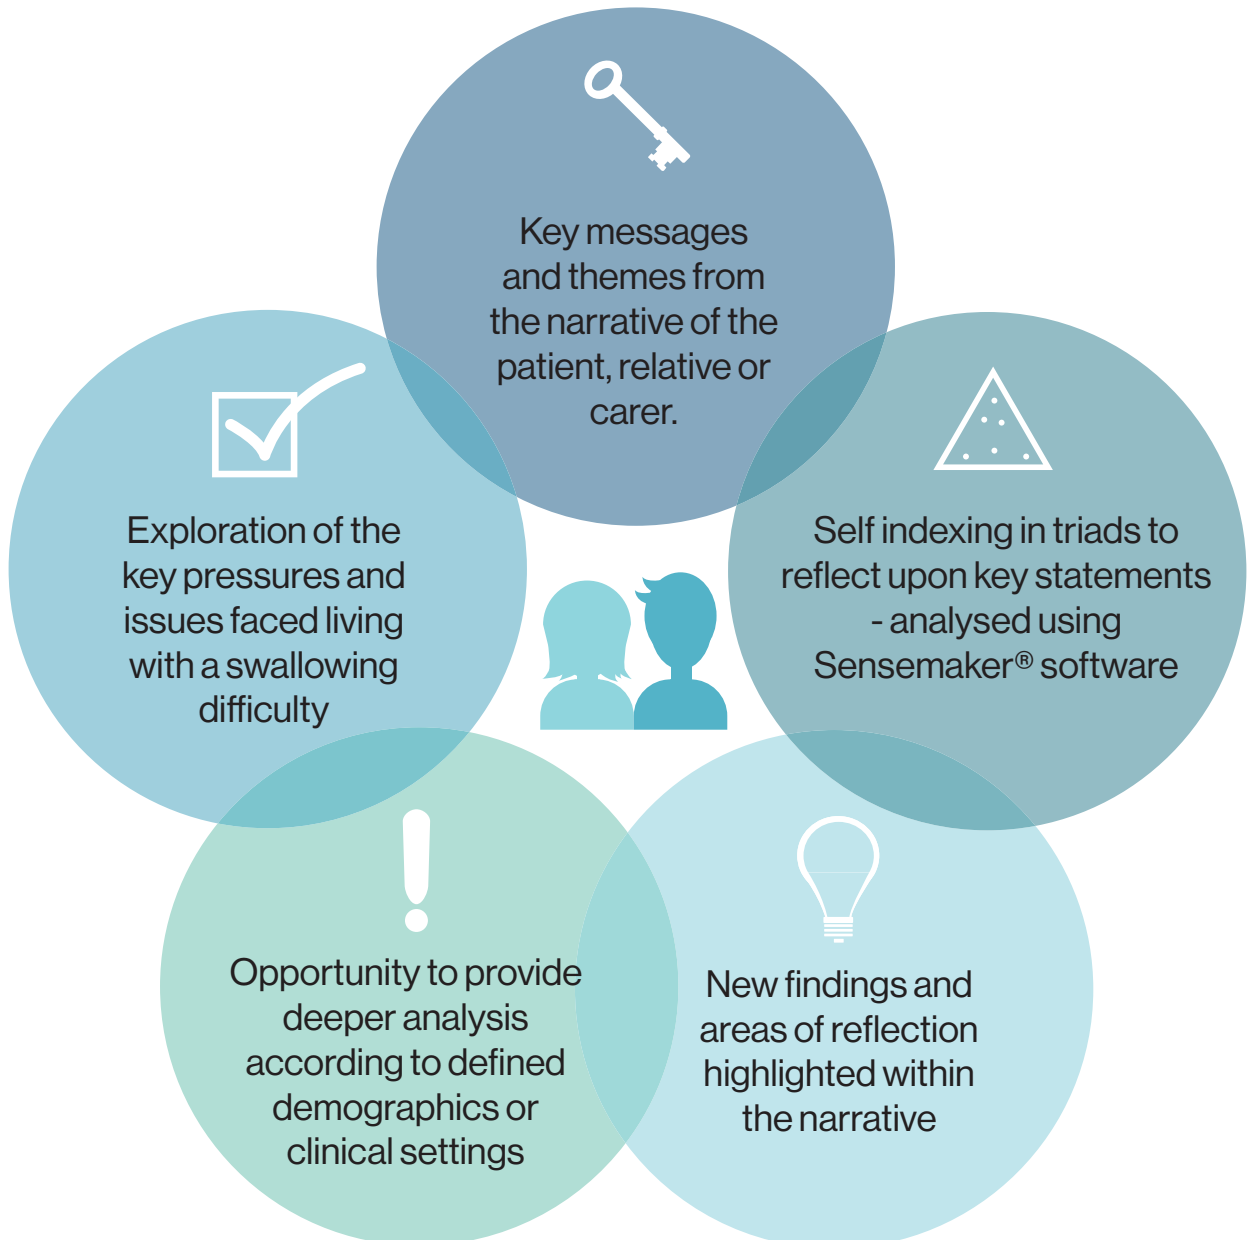 Key messages
and themes from
the narrative of the
patient, relative or
carer.
Exploration of the
key pressures and
issues faced living
with a swallowing
difficulty
Self indexing in triads to
reflect upon key statements
- analysed using
Sensemaker® software
Opportunity to provide
deeper analysis
according to defined
demographics or
clinical settings
New findings and
areas of reflection
highlighted within
the narrative